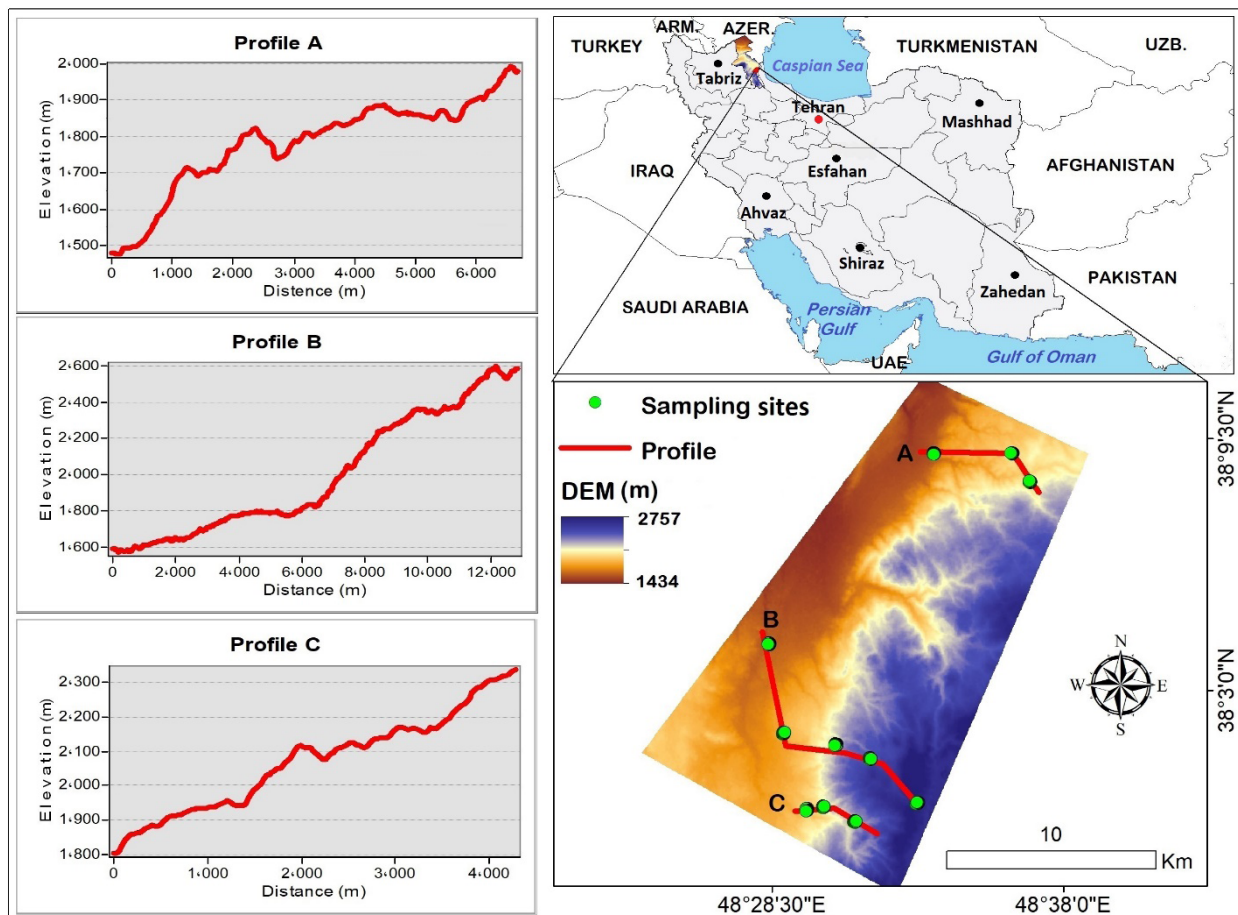 Profile A
2،000
1،900
1،800
1،700
1،600
1،500
Elevation(m)
0 1،000 2،000 3،000 4،000 5،000 6،000
Distence (m)
Profile B
2،600
2،400
2،200
2،000
1،800
1،600
Elevation (m)
0 2،000 4،000 6،000 8،000 10،000 12،000
Distance (m)
Profile C
2،300
2،200
2،100
2،000
1،900
1،800
Elevation(m)
0 1،000 2،000 3،000 4،000
Distance (m)
ARM. AZER.
TURKEY TURKMENISTAN UZB.
Caspian Sea
Tabriz
Tehran
Mashhad
IRAQ AFGHANISTAN
Esfahan
Ahvaz
Shiraz
PAKISTAN
Zahedan
SAUDI ARABIA
Persian
Gulf
UAE
Gulf of Oman
Sampling sites
Profile
DEM (m)
2757
1434
A
B
C
N
W E
S
10
Km
38°9'30"N
38°3'0"N
48°28'30"E 48°38'0"E